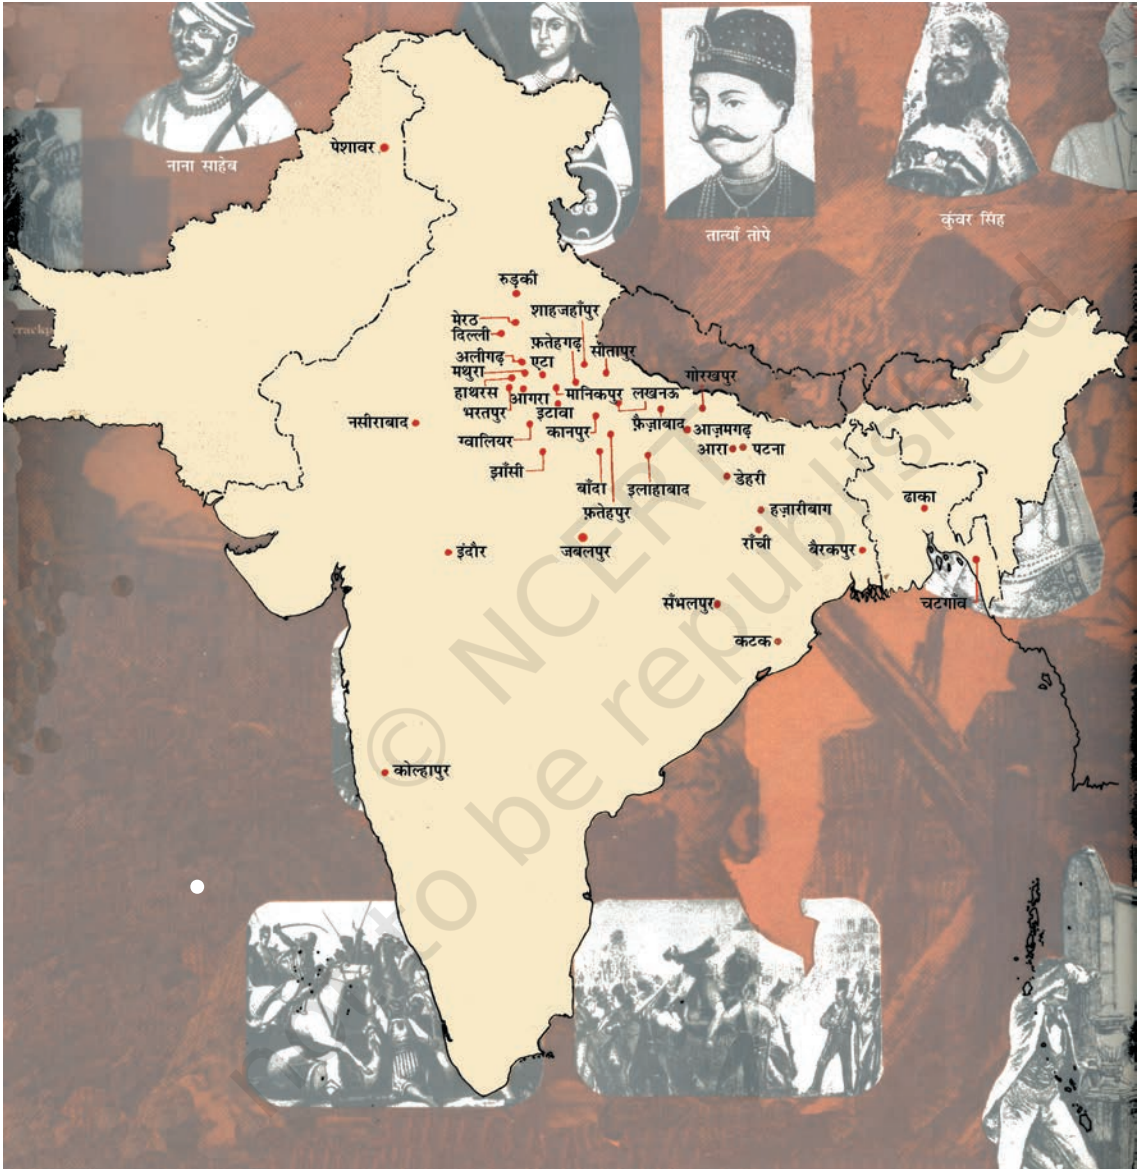 नाना साहेब
तात्याँ तोपे
कुंवर सिंह
पेशावर
रुड़की
शाहजहाँपुर
मेरठ
दिल्ली
फ़तेहगढ़
सीतापुर
अलीगढ़
एटा
मथुरा
गोरखपुर
हाथरस
आगरा
मानिकपुर
लखनऊ
भरतपुर
इटावा
नसीराबाद
कानपुर
फ़ैज़ाबाद
आज़मगढ़
ग्वालियर
आरा
पटना
झाँसी
डेहरी
बाँदा
इलाहाबाद
ढाका
फ़तेहपुर
हज़ारीबाग
राँची
इंदौर
जबलपुर
बैरकपुर
सँभलपुर
चटगाँव
कटक
कोल्हापुर
© NCERT
to be republished